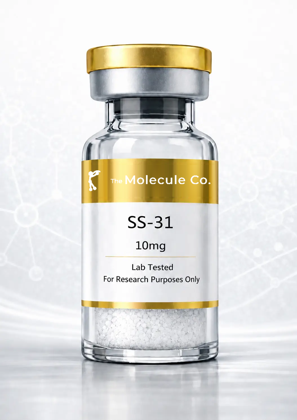 The Molecule Co.
SS-31
10mg
Lab Tested
For Research Purposes Only